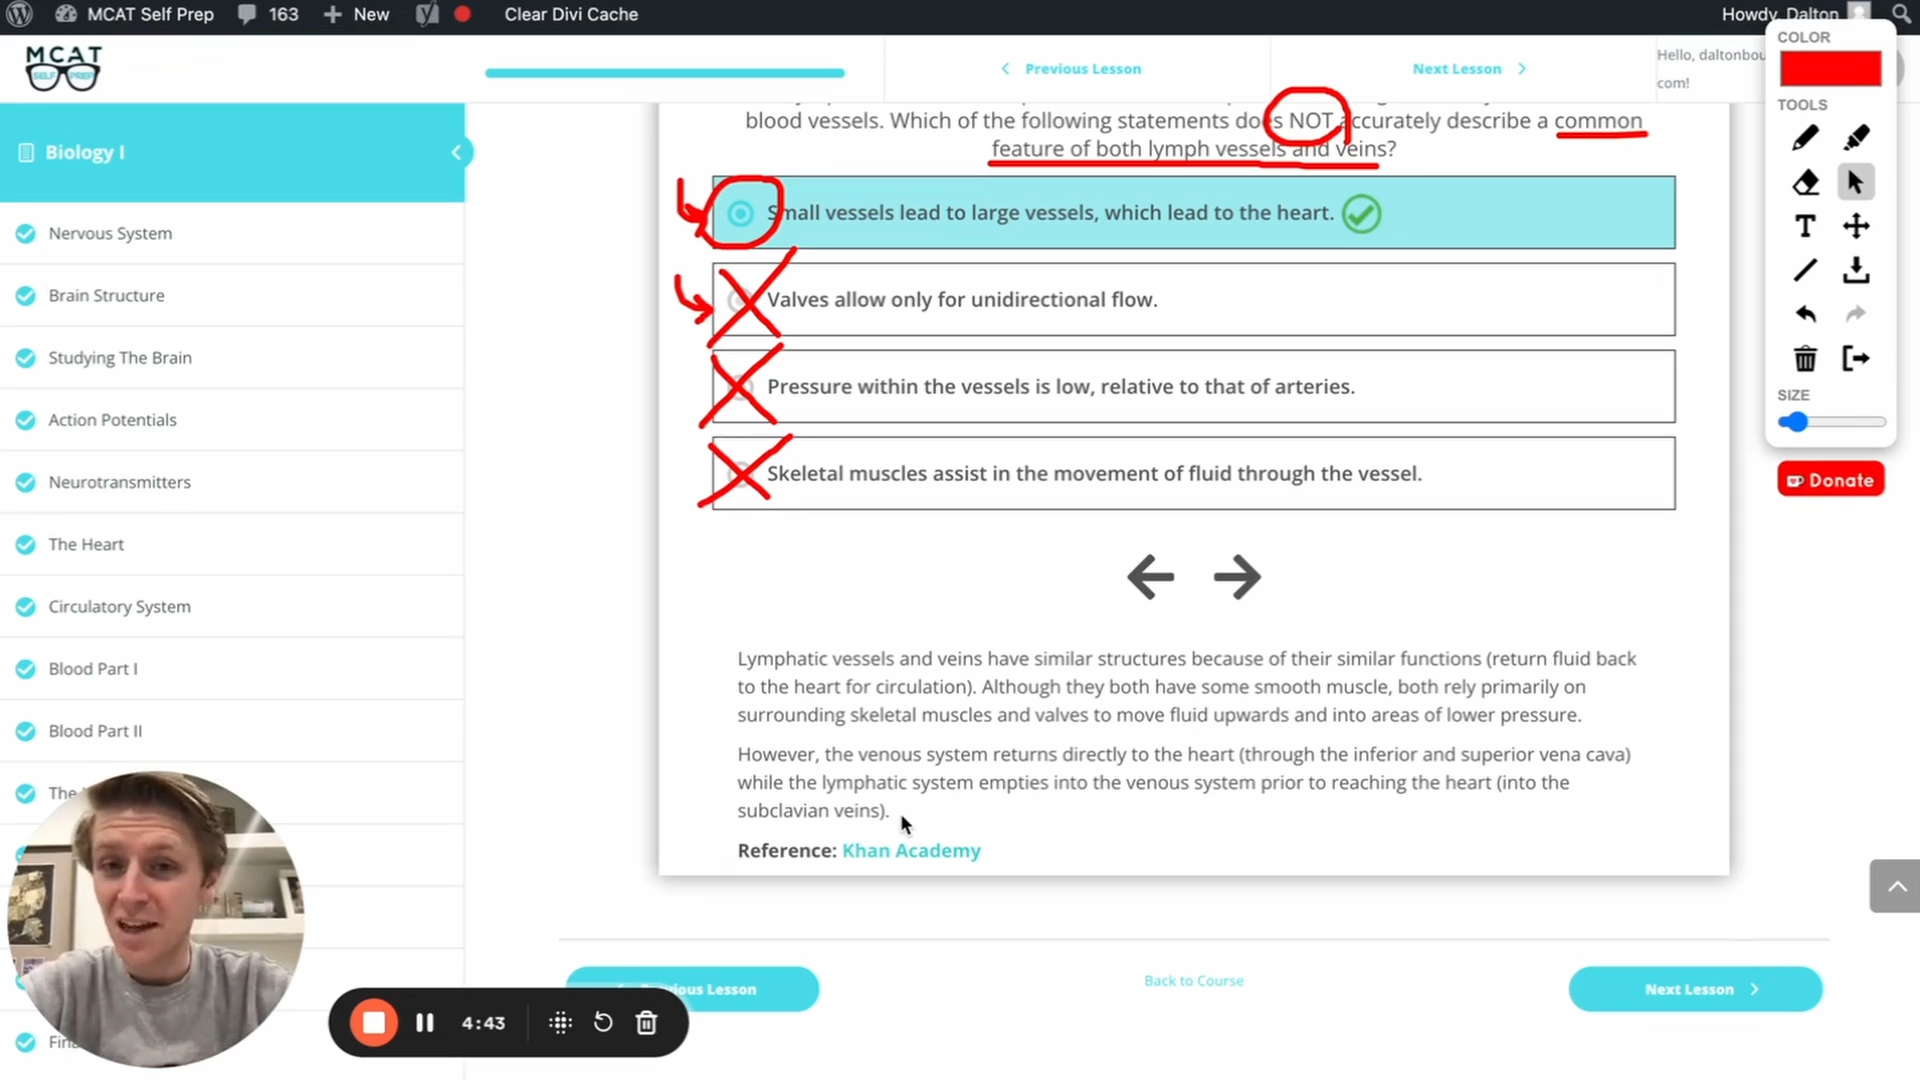 MCAT Self Prep
163
New
Clear Divi Cache
Howdy, Dalton
MCAT
SELF PREP
Previous Lesson
Next Lesson
Hello, daltonbou
com!
COLOR
TOOLS
SIZE
Donate
Biology I
Nervous System
Brain Structure
Studying The Brain
Action Potentials
Neurotransmitters
The Heart
Circulatory System
Blood Part I
Blood Part II
The
blood vessels. Which of the following statements does NOT accurately describe a common
feature of both lymph vessels and veins?
Small vessels lead to large vessels, which lead to the heart.
Valves allow only for unidirectional flow.
Pressure within the vessels is low, relative to that of arteries.
Skeletal muscles assist in the movement of fluid through the vessel.
Lymphatic vessels and veins have similar structures because of their similar functions (return fluid back
to the heart for circulation). Although they both have some smooth muscle, both rely primarily on
surrounding skeletal muscles and valves to move fluid upwards and into areas of lower pressure.
However, the venous system returns directly to the heart (through the inferior and superior vena cava)
while the lymphatic system empties into the venous system prior to reaching the heart (into the
subclavian veins).
Reference: Khan Academy
Lesson
Back to Course
Next Lesson
4:43